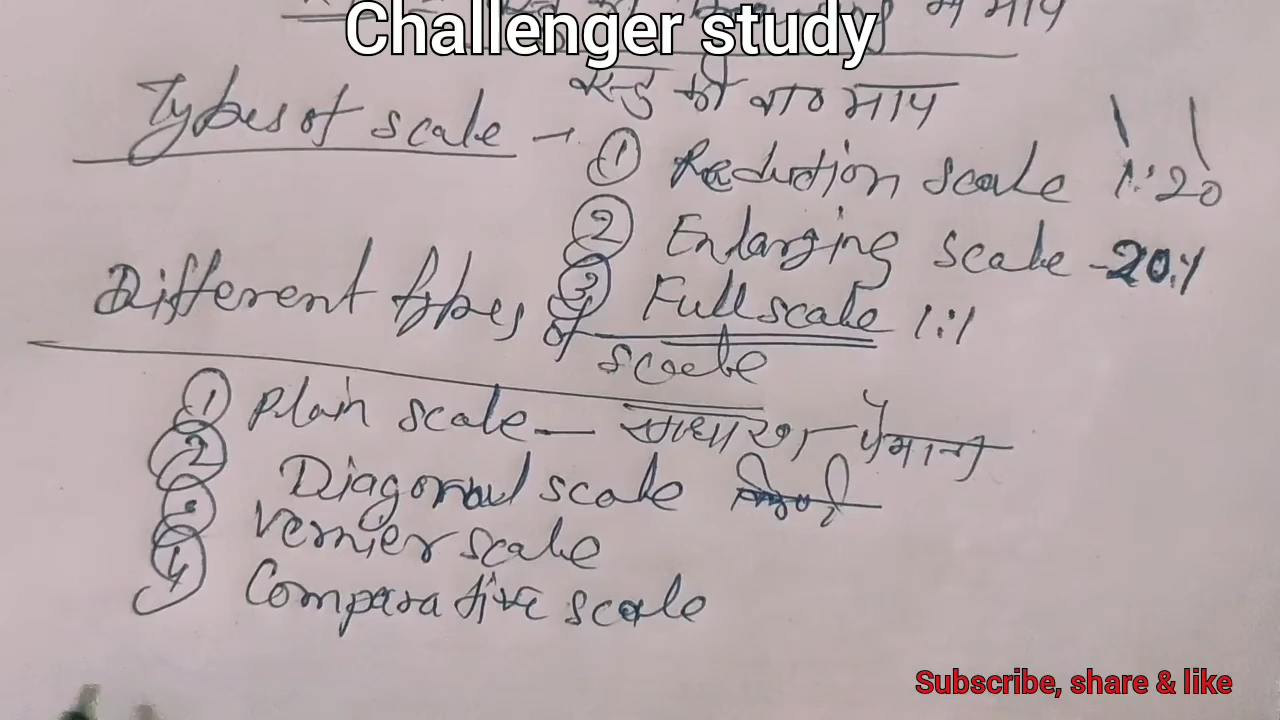 Challenger study
में माप
वस्तु की वा० माप
Types of scale → ① Reduction scale 1:20
② Enlarging scale - 20:1
③ Full scale 1:1
Different types of scale
① Plain scale — साधारण पैमाना
② Diagonal scale
③ Vernier scale
④ Comparative scale
Subscribe, share & like